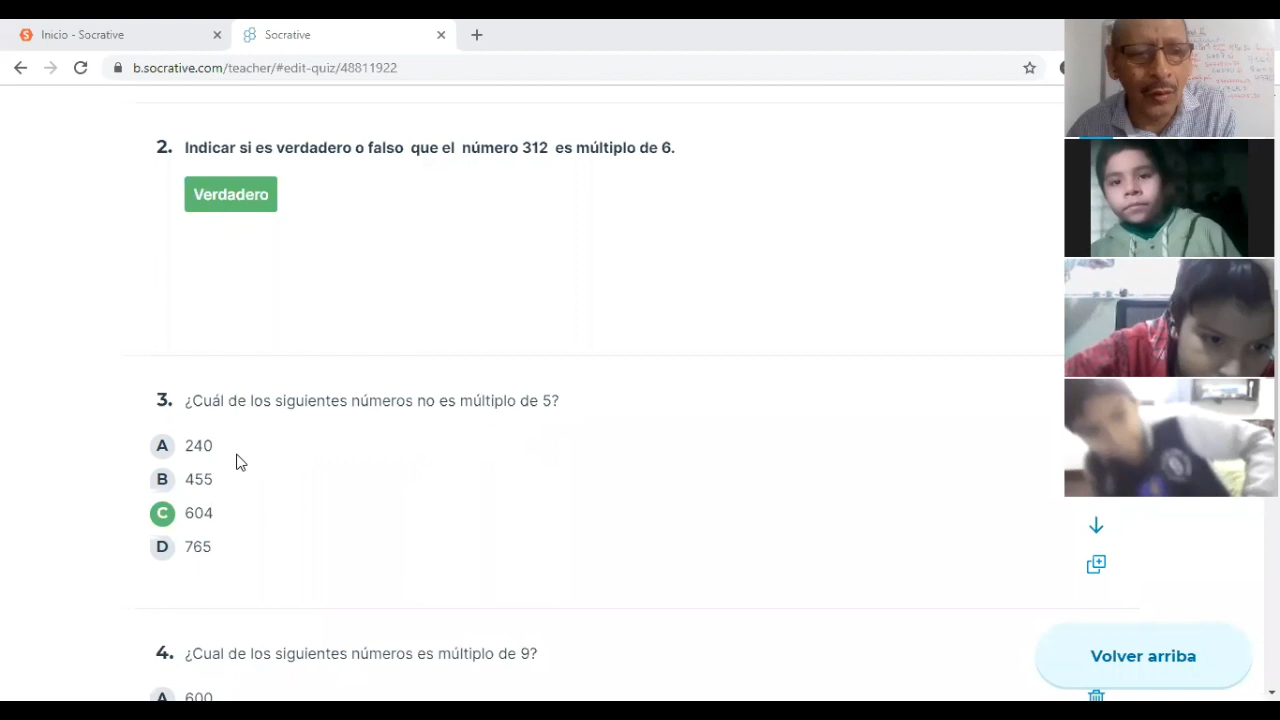 Inicio - Socrative
Socrative
b.socrative.com/teacher/#edit-quiz/48811922
2. Indicar si es verdadero o falso que el número 312 es múltiplo de 6.
Verdadero
3. ¿Cuál de los siguientes números no es múltiplo de 5?
A 240
B 455
C 604
D 765
4. ¿Cual de los siguientes números es múltiplo de 9?
A 600
Volver arriba